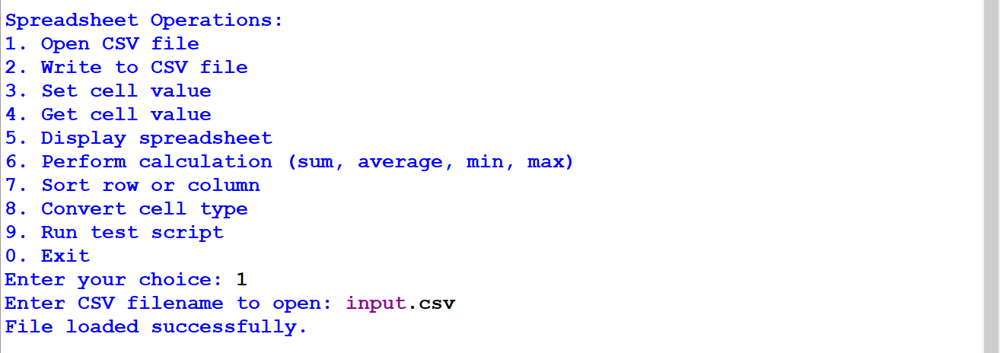 Spreadsheet Operations:
1. Open CSV file
2. Write to CSV file
3. Set cell value
4. Get cell value
5. Display spreadsheet
6. Perform calculation (sum, average, min, max)
7. Sort row or column
8. Convert cell type
9. Run test script
0. Exit
Enter your choice: 1
Enter CSV filename to open: input.csv
File loaded successfully.